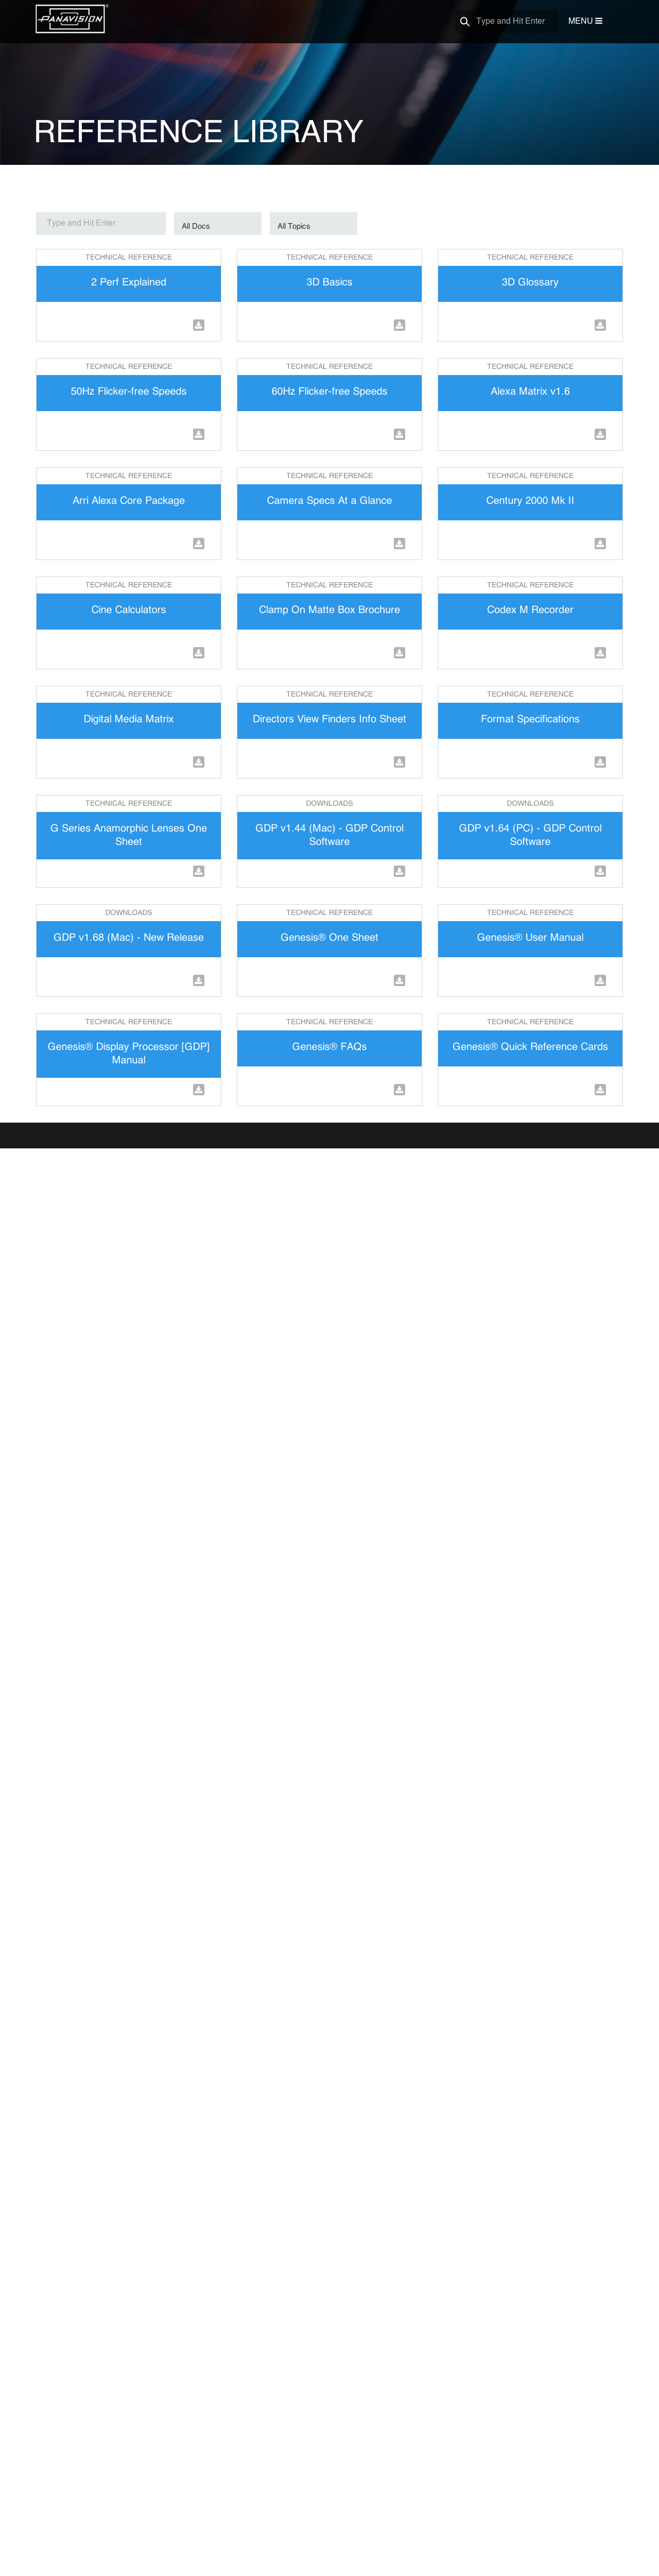 PANAVISION®
Type and Hit Enter
MENU
REFERENCE LIBRARY
Type and Hit Enter
All Docs
All Topics
TECHNICAL REFERENCE
2 Perf Explained
TECHNICAL REFERENCE
3D Basics
TECHNICAL REFERENCE
3D Glossary
TECHNICAL REFERENCE
50Hz Flicker-free Speeds
TECHNICAL REFERENCE
60Hz Flicker-free Speeds
TECHNICAL REFERENCE
Alexa Matrix v1.6
TECHNICAL REFERENCE
Arri Alexa Core Package
TECHNICAL REFERENCE
Camera Specs At a Glance
TECHNICAL REFERENCE
Century 2000 Mk II
TECHNICAL REFERENCE
Cine Calculators
TECHNICAL REFERENCE
Clamp On Matte Box Brochure
TECHNICAL REFERENCE
Codex M Recorder
TECHNICAL REFERENCE
Digital Media Matrix
TECHNICAL REFERENCE
Directors View Finders Info Sheet
TECHNICAL REFERENCE
Format Specifications
TECHNICAL REFERENCE
G Series Anamorphic Lenses One
Sheet
DOWNLOADS
GDP v1.44 (Mac) - GDP Control
Software
DOWNLOADS
GDP v1.64 (PC) - GDP Control
Software
DOWNLOADS
GDP v1.68 (Mac) - New Release
TECHNICAL REFERENCE
Genesis® One Sheet
TECHNICAL REFERENCE
Genesis® User Manual
TECHNICAL REFERENCE
Genesis® Display Processor [GDP]
Manual
TECHNICAL REFERENCE
Genesis® FAQs
TECHNICAL REFERENCE
Genesis® Quick Reference Cards